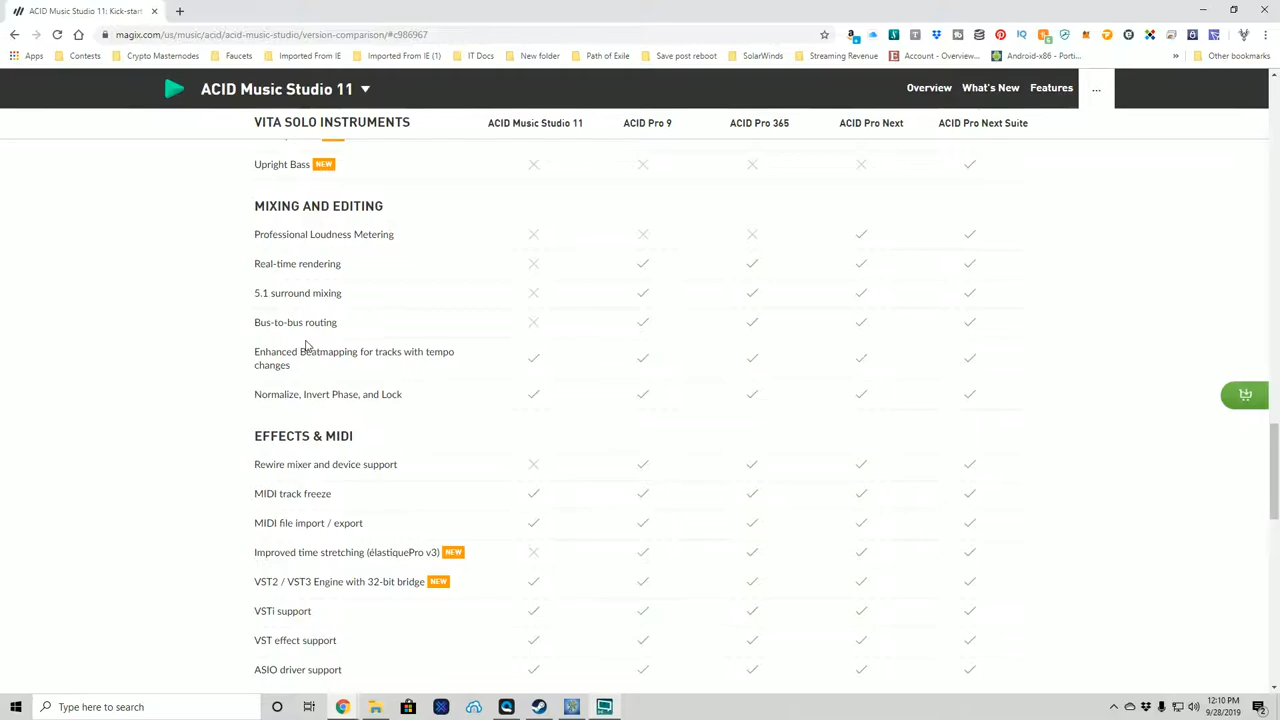 ACID Music Studio 11: Kick-start
magix.com/us/music/acid/acid-music-studio/version-comparison/#c986967
Apps Contests Crypto Masternodes Faucets Imported From IE Imported From IE (1) IT Docs New folder Path of Exile Save post reboot SolarWinds Streaming Revenue Account - Overview... Android-x86 - Porti... » Other bookmarks
ACID Music Studio 11 Overview What's New Features ...
VITA SOLO INSTRUMENTS ACID Music Studio 11 ACID Pro 9 ACID Pro 365 ACID Pro Next ACID Pro Next Suite
Upright Bass NEW
MIXING AND EDITING
Professional Loudness Metering
Real-time rendering
5.1 surround mixing
Bus-to-bus routing
Enhanced Beatmapping for tracks with tempo
changes
Normalize, Invert Phase, and Lock
EFFECTS & MIDI
Rewire mixer and device support
MIDI track freeze
MIDI file import / export
Improved time stretching (élastiquePro v3) NEW
VST2 / VST3 Engine with 32-bit bridge NEW
VSTi support
VST effect support
ASIO driver support
Type here to search
12:10 PM
9/28/2019